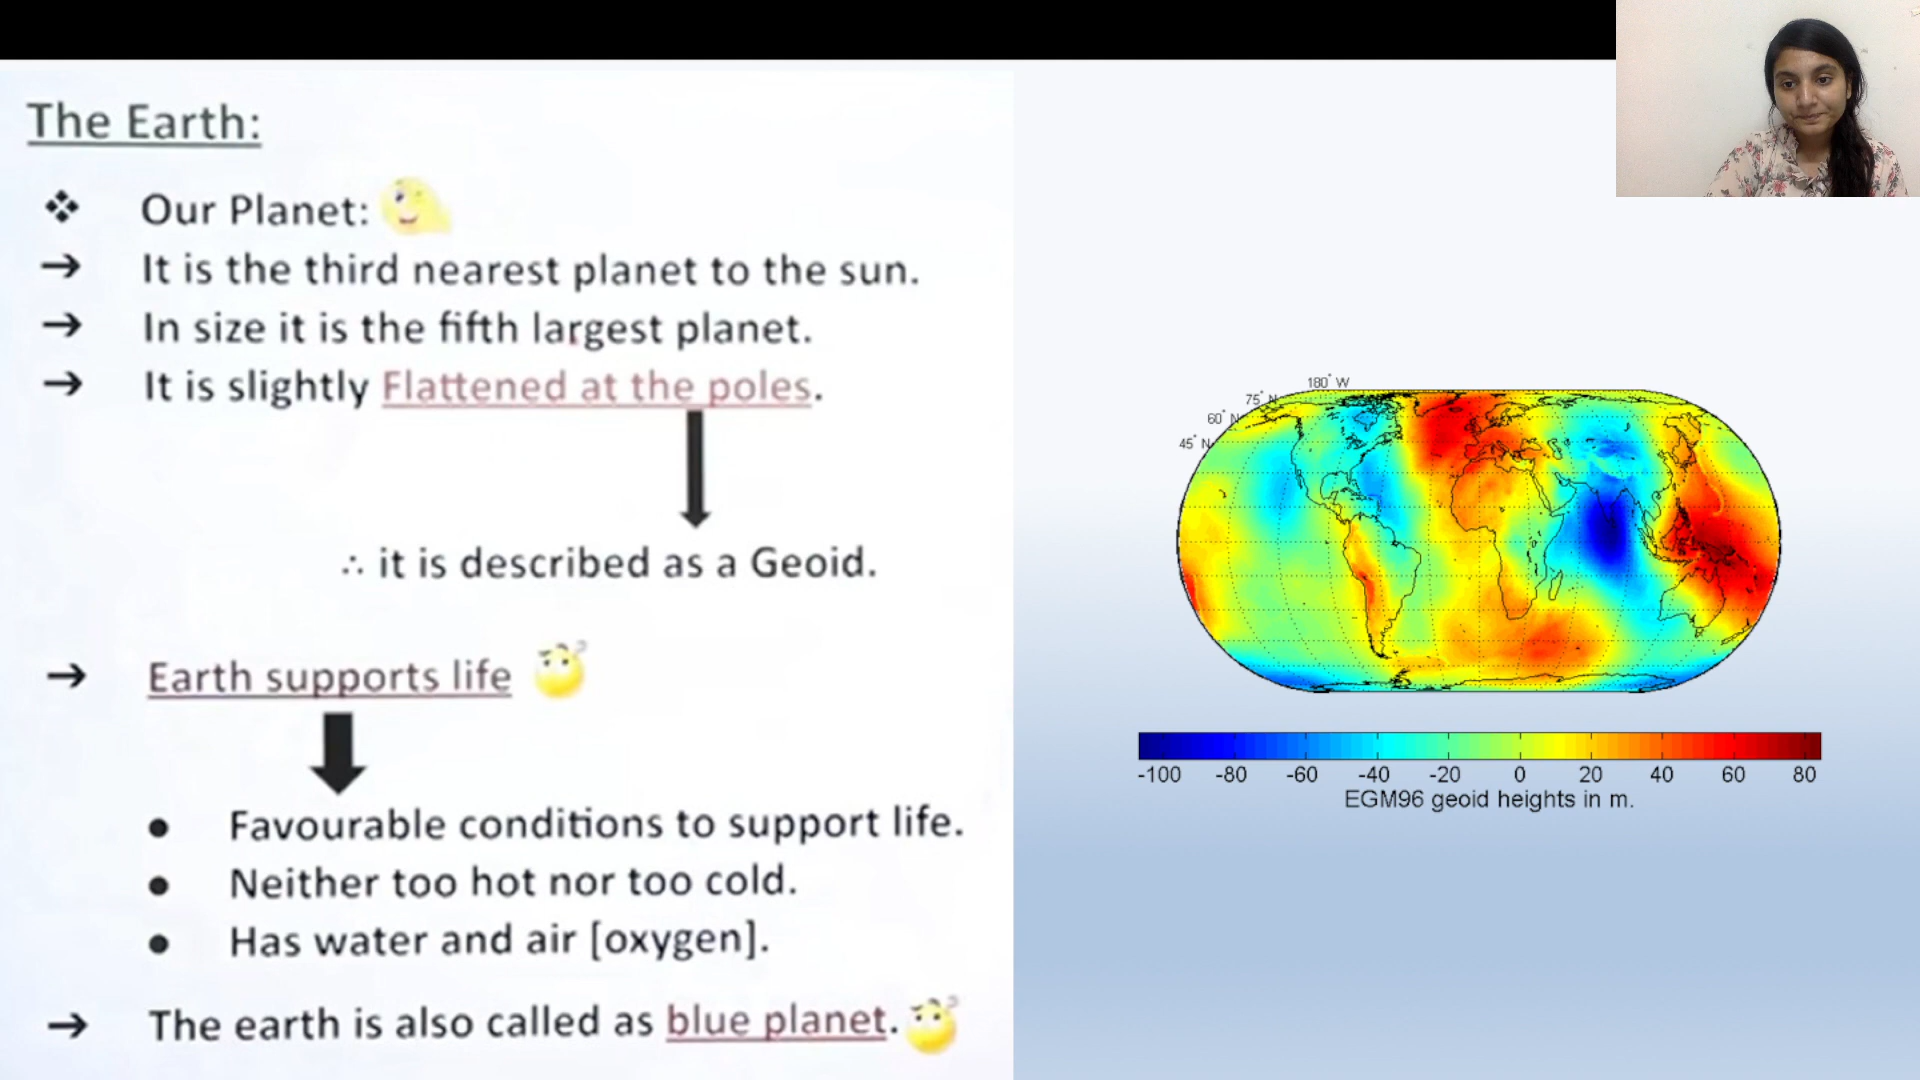 The Earth:
❖ Our Planet:
→ It is the third nearest planet to the sun.
→ In size it is the fifth largest planet.
→ It is slightly Flattened at the poles.
∴ it is described as a Geoid.
→ Earth supports life
● Favourable conditions to support life.
● Neither too hot nor too cold.
● Has water and air [oxygen].
→ The earth is also called as blue planet.
180° W
75° N
60° N
45° N
-100 -80 -60 -40 -20 0 20 40 60 80
EGM96 geoid heights in m.